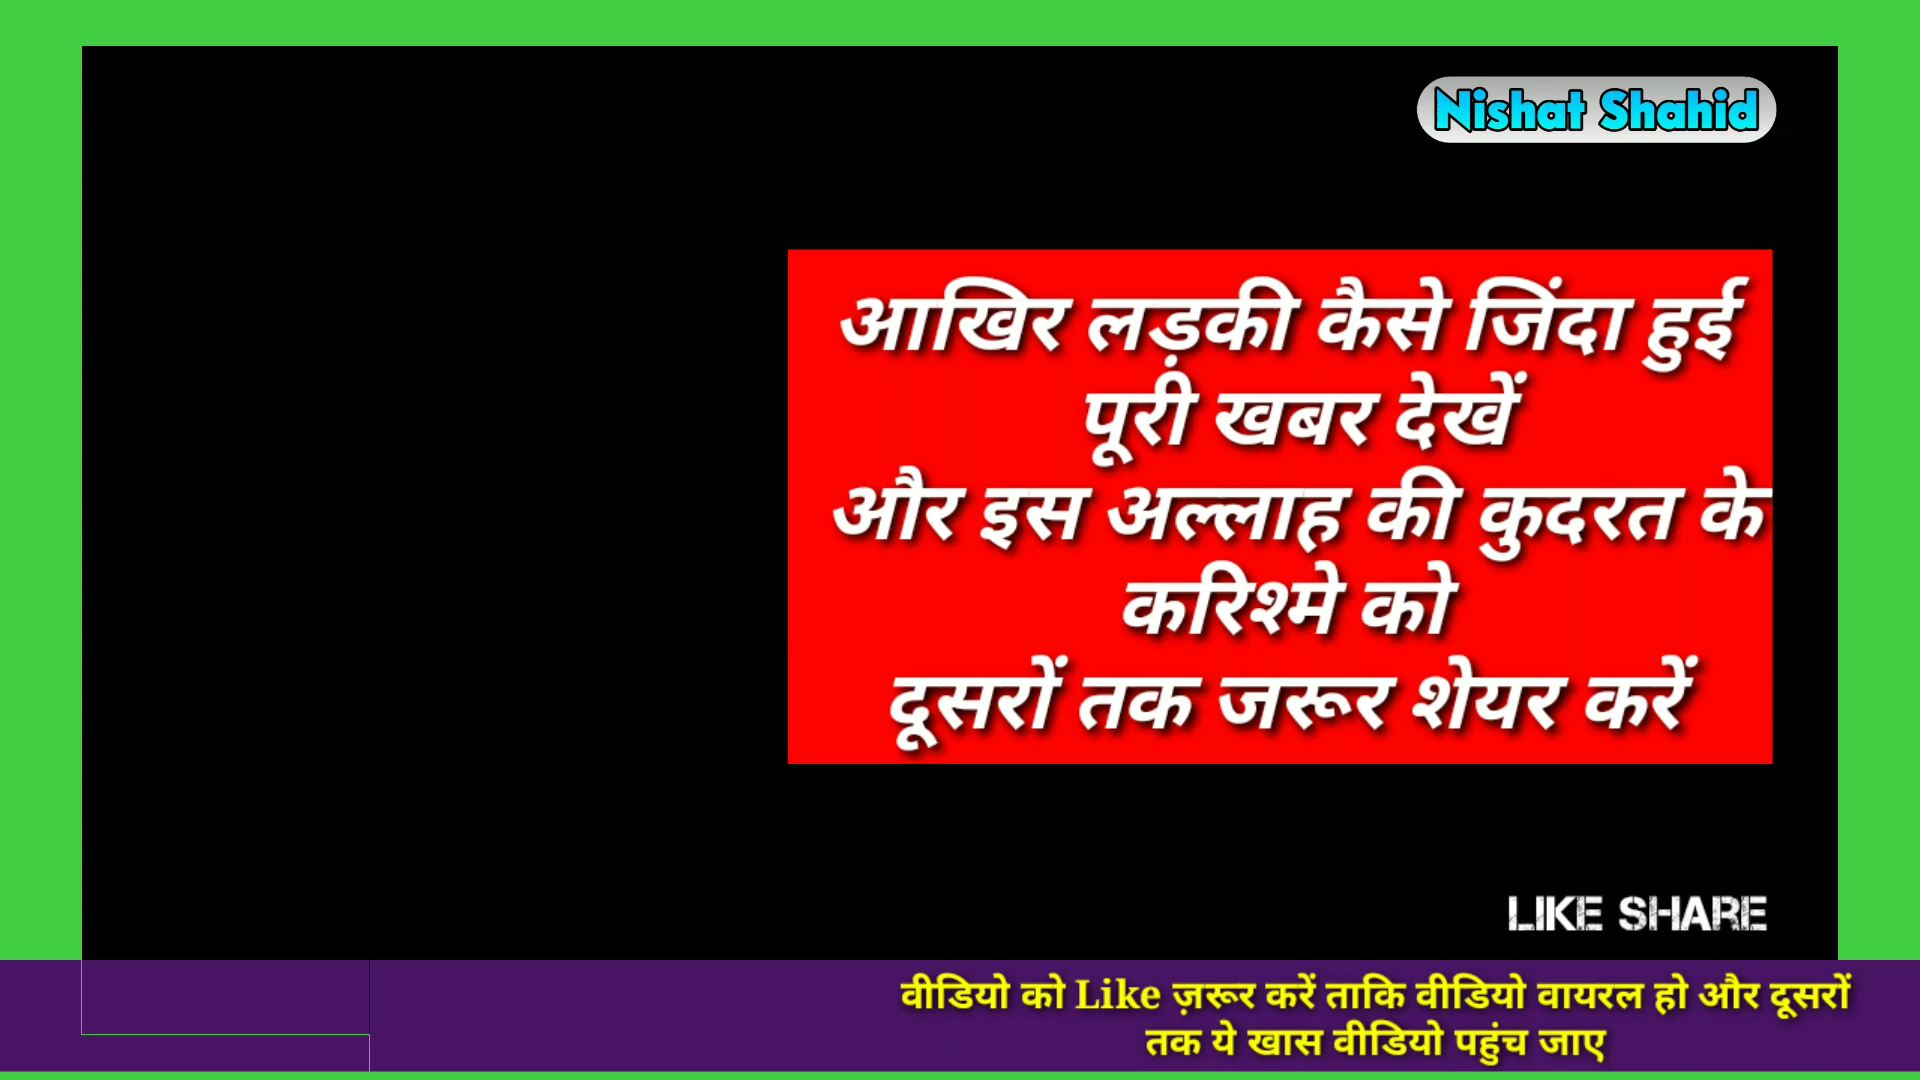 Nishat Shahid
आखिर लड़की कैसे जिंदा हुई
पूरी खबर देखें
और इस अल्लाह की कुदरत के
करिश्मे को
दूसरों तक जरूर शेयर करें
LIKE SHARE
वीडियो को Like ज़रूर करें ताकि वीडियो वायरल हो और दूसरों
तक ये खास वीडियो पहुंच जाए